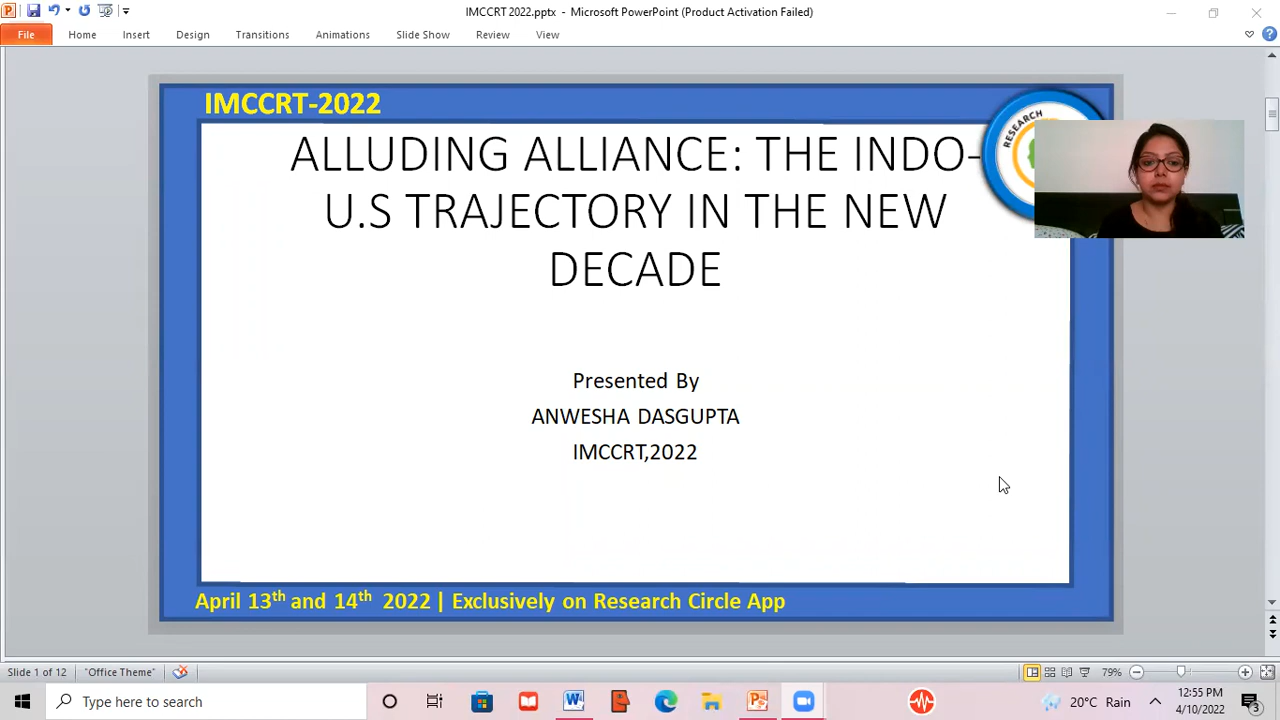 IMCCRT 2022.pptx - Microsoft PowerPoint (Product Activation Failed)
File Home Insert Design Transitions Animations Slide Show Review View
IMCCRT-2022
RESEARCH
ALLUDING ALLIANCE: THE INDO-
U.S TRAJECTORY IN THE NEW
DECADE
Presented By
ANWESHA DASGUPTA
IMCCRT,2022
April 13th and 14th 2022 | Exclusively on Research Circle App
Slide 1 of 12 "Office Theme" 79%
Type here to search 20°C Rain 12:55 PM
4/10/2022 3